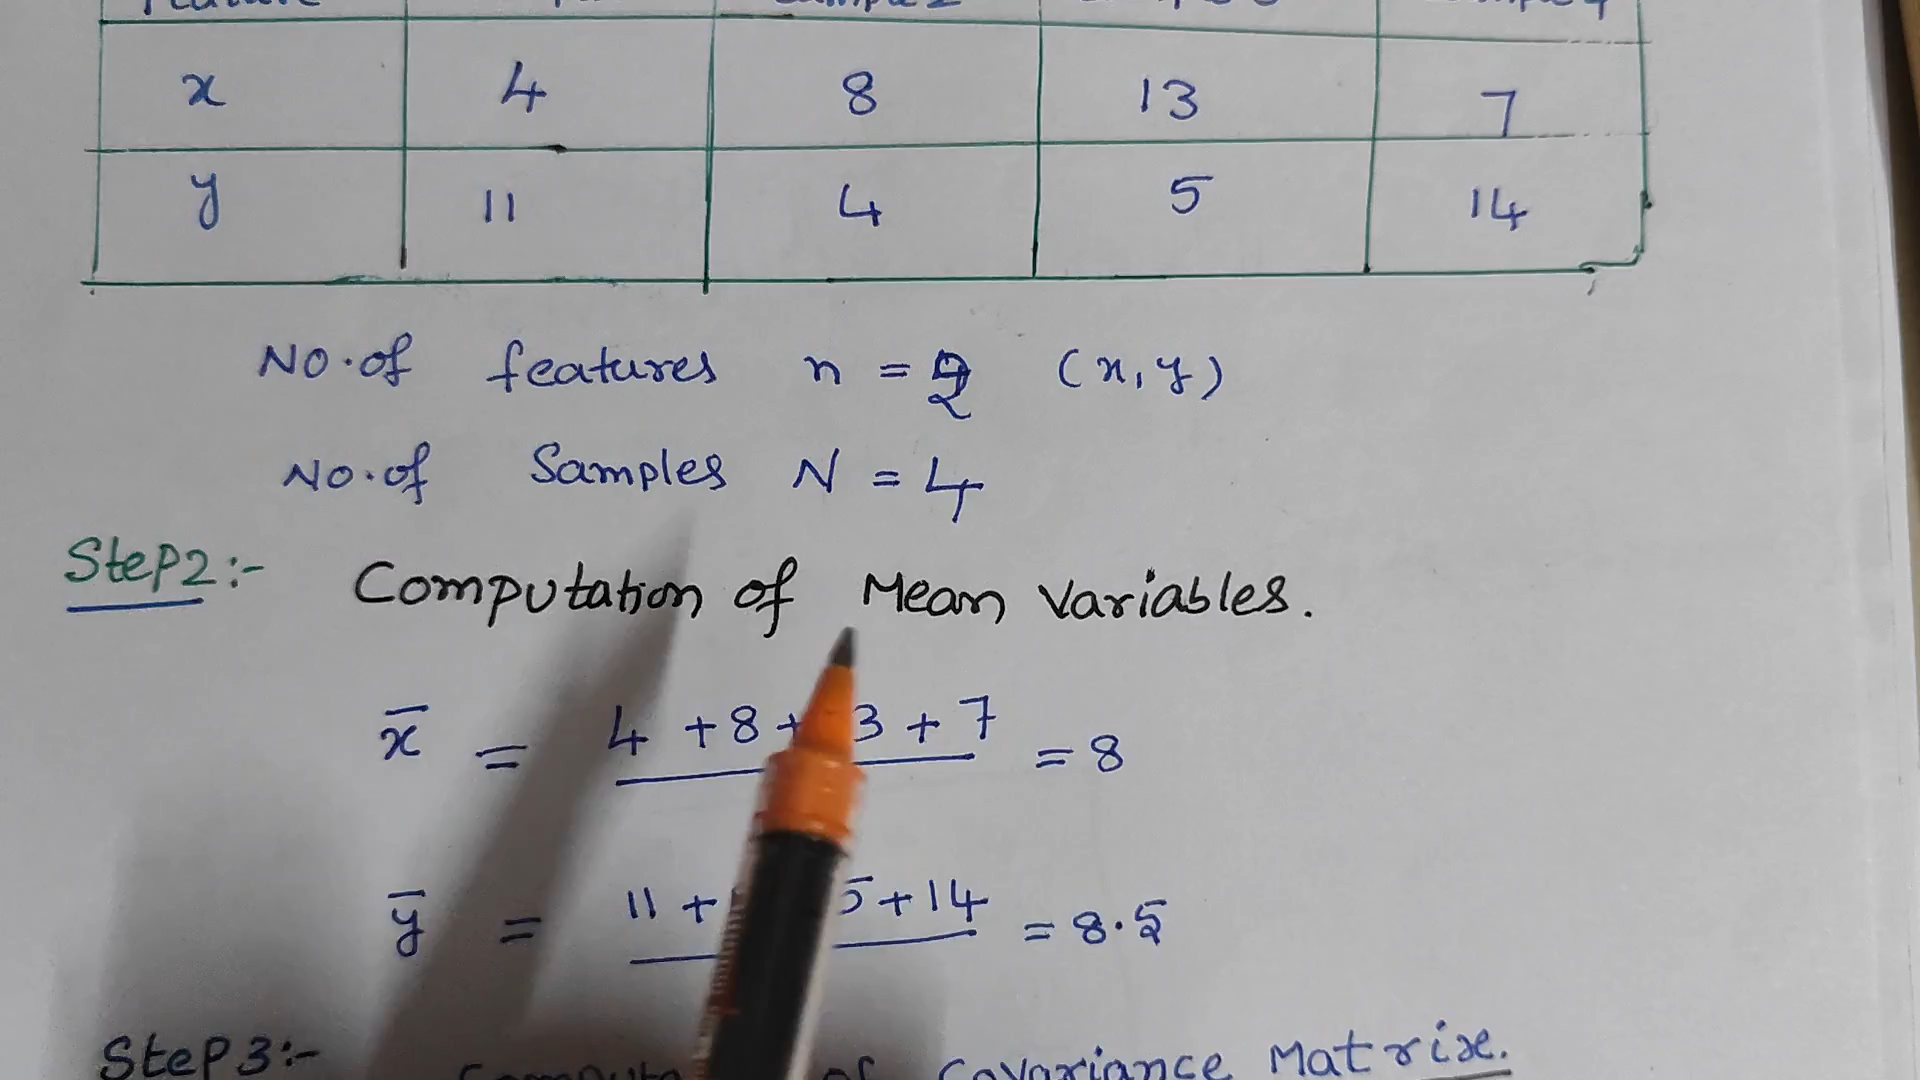 x 4 8 13 7
y 11 4 5 14
No. of features n = 2 (x, y)
No. of Samples N = 4
Step2:- Computation of Mean Variables.
x̄ = 4 + 8 + 3 + 7 = 8
ȳ = 11 + 5 + 14 = 8.5
Step3:- of Covariance Matrix.